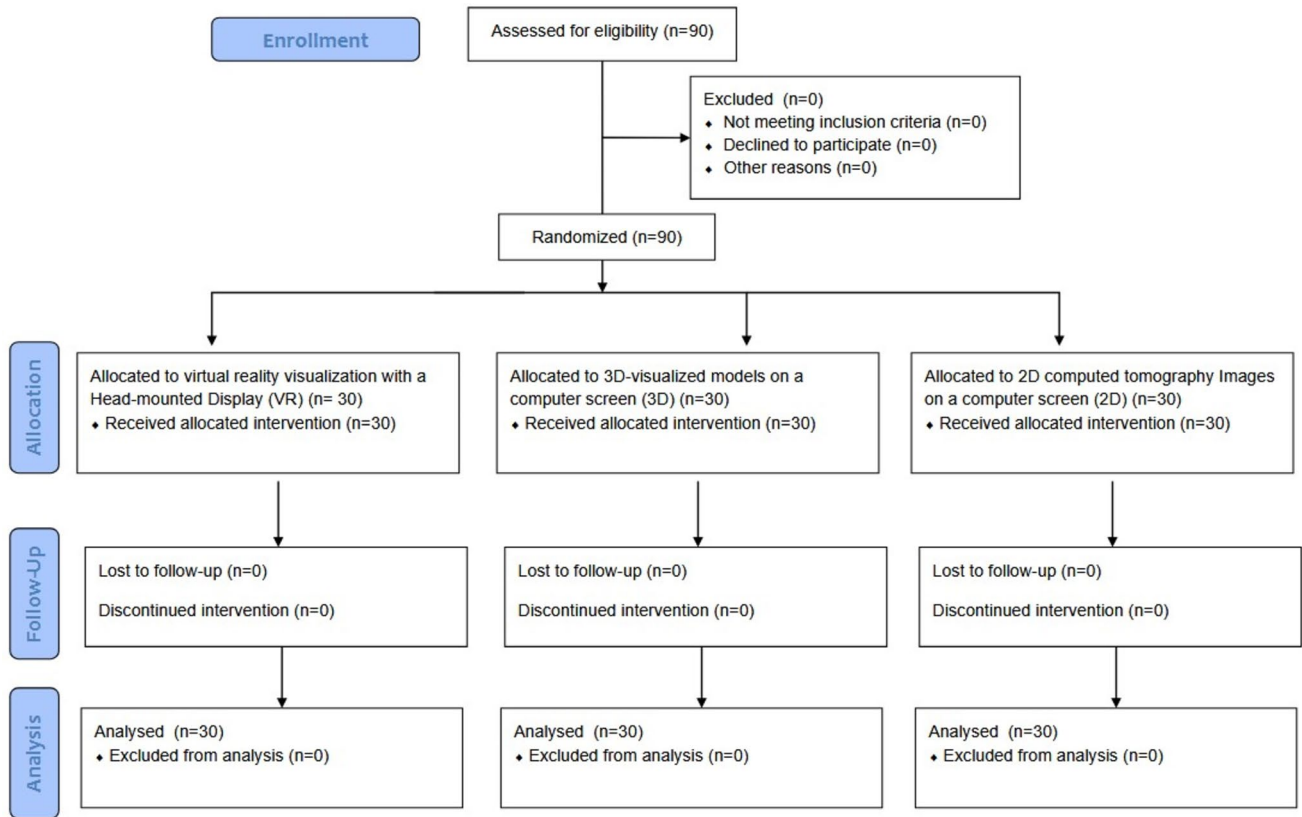 Enrollment
Assessed for eligibility (n=90)
Excluded (n=0)
♦ Not meeting inclusion criteria (n=0)
♦ Declined to participate (n=0)
♦ Other reasons (n=0)
Randomized (n=90)
Allocation
Allocated to virtual reality visualization with a
Head-mounted Display (VR) (n= 30)
♦ Received allocated intervention (n=30)
Allocated to 3D-visualized models on a
computer screen (3D) (n=30)
♦ Received allocated intervention (n=30)
Allocated to 2D computed tomography Images
on a computer screen (2D) (n=30)
♦ Received allocated intervention (n=30)
Follow-Up
Lost to follow-up (n=0)
Discontinued intervention (n=0)
Lost to follow-up (n=0)
Discontinued intervention (n=0)
Lost to follow-up (n=0)
Discontinued intervention (n=0)
Analysis
Analysed (n=30)
♦ Excluded from analysis (n=0)
Analysed (n=30)
♦ Excluded from analysis (n=0)
Analysed (n=30)
♦ Excluded from analysis (n=0)